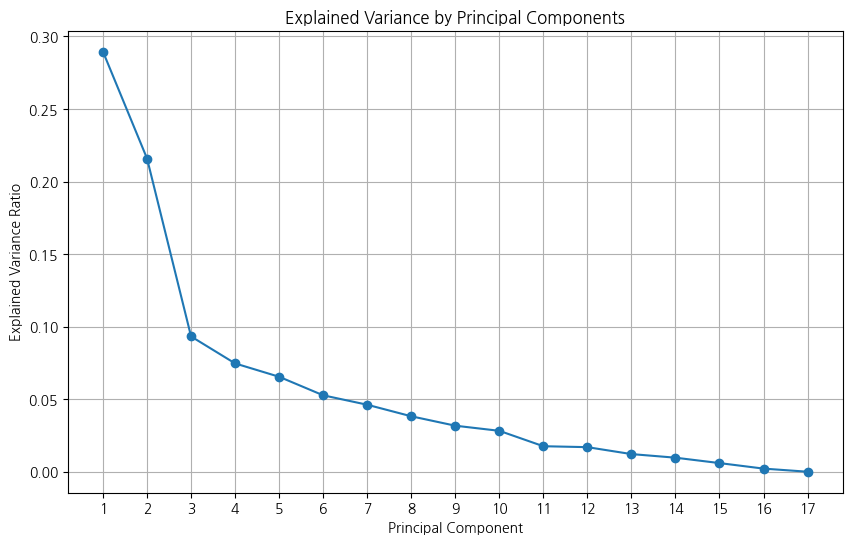 Explained Variance by Principal Components
0.30
0.25
0.20
0.15
0.10
0.05
0.00
Explained Variance Ratio
1 2 3 4 5 6 7 8 9 10 11 12 13 14 15 16 17
Principal Component